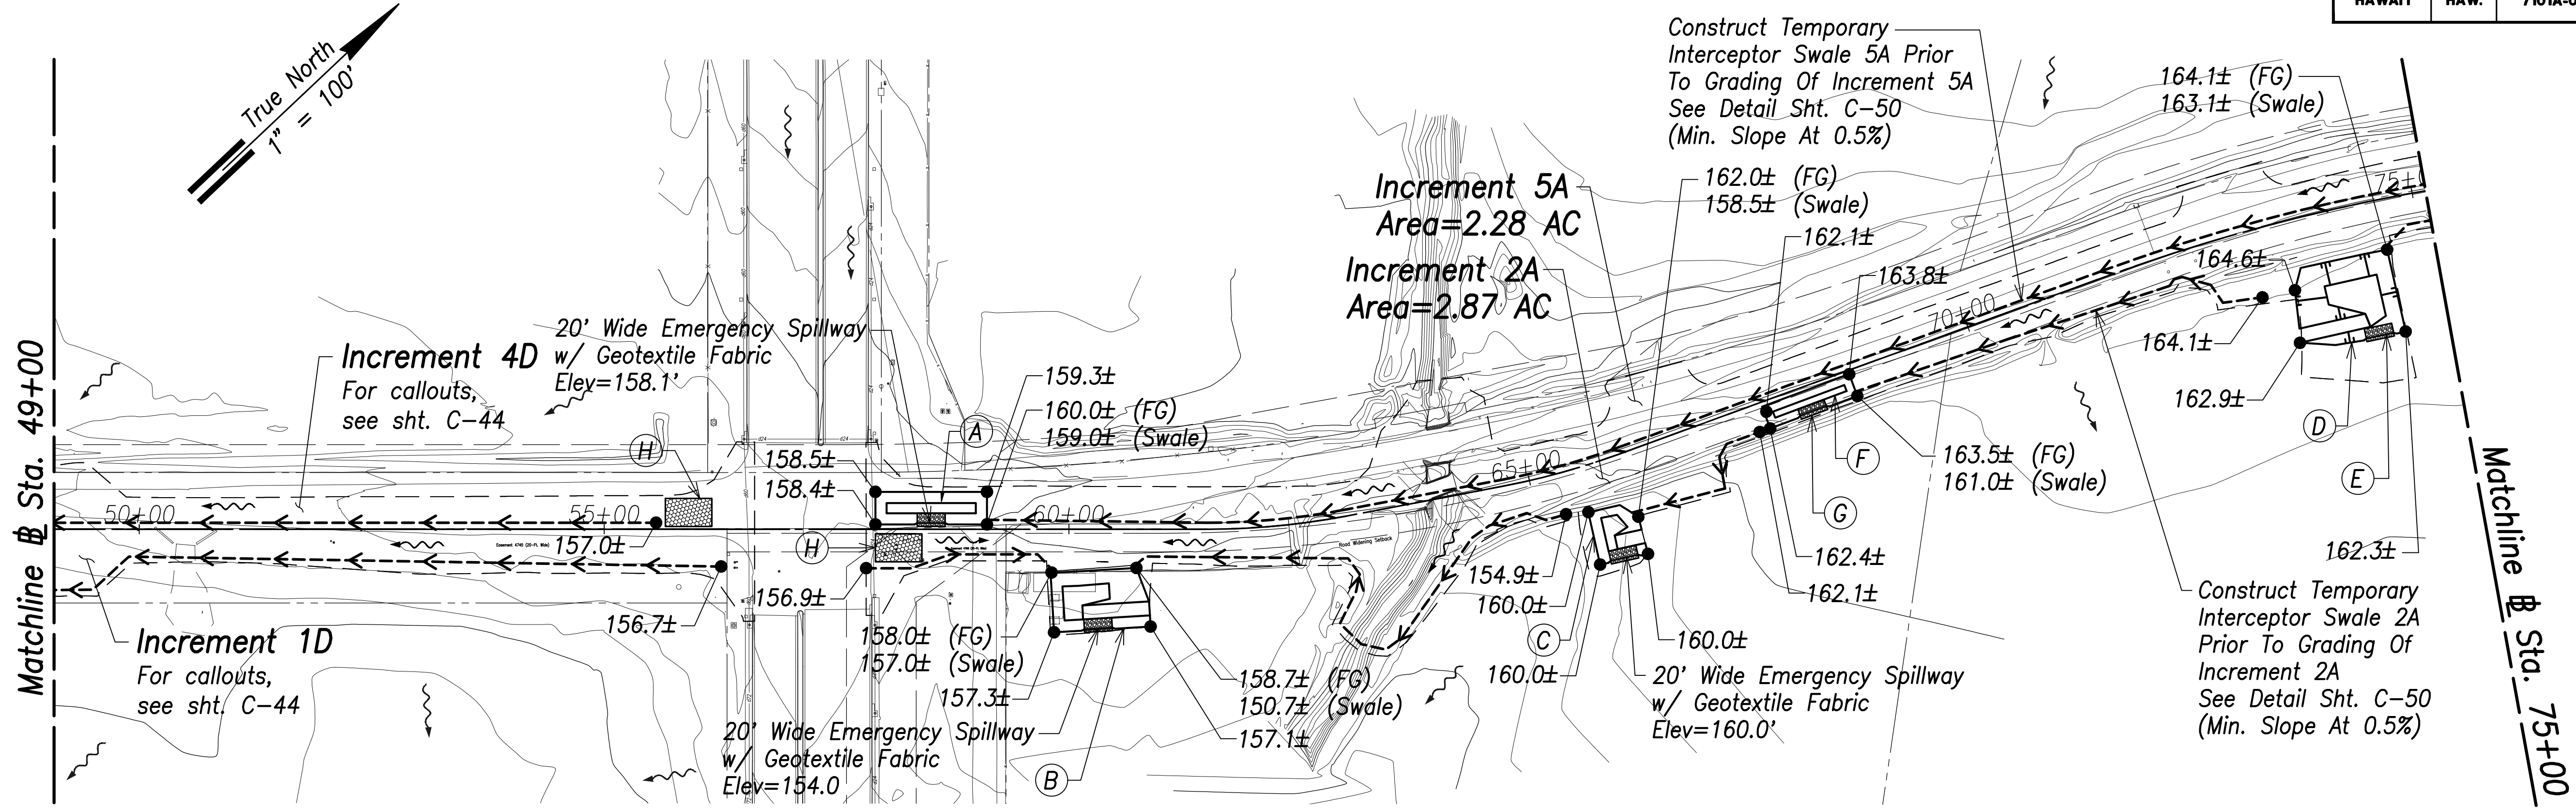 HAWAII HAW.
True North
1" = 100'
Construct Temporary
Interceptor Swale 5A Prior
To Grading Of Increment 5A
See Detail Sht. C-50
(Min. Slope At 0.5%)
164.1± (FG)
163.1± (Swale)
Increment 5A
Area=2.28 AC
162.0± (FG)
158.5± (Swale)
75+
162.1±
Increment 2A
Area=2.87 AC
164.6±
163.8±
70+00
20' Wide Emergency Spillway
w/ Geotextile Fabric
Elev=158.1'
Increment 4D
For callouts,
see sht. C-44
164.1±
159.3±
160.0± (FG)
159.0± (Swale)
162.9±
D
A
H
158.5±
158.4±
F
163.5± (FG)
161.0± (Swale)
65+00
E
50+00
55+00
60+00
G
157.0±
Easement 4745 (20-Ft. Wide)
H
Road Widening Setback
162.4±
162.3±
154.9±
156.9±
162.1±
160.0±
156.7±
Increment 1D
For callouts,
see sht. C-44
158.0± (FG)
157.0± (Swale)
C
160.0±
160.0±
157.3±
158.7± (FG)
150.7± (Swale)
157.1±
20' Wide Emergency Spillway
w/ Geotextile Fabric
Elev=160.0'
20' Wide Emergency Spillway
w/ Geotextile Fabric
Elev=154.0
B
Construct Temporary
Interceptor Swale 2A
Prior To Grading Of
Increment 2A
See Detail Sht. C-50
(Min. Slope At 0.5%)
Matchline B Sta. 49+00
Matchline B Sta. 75+00